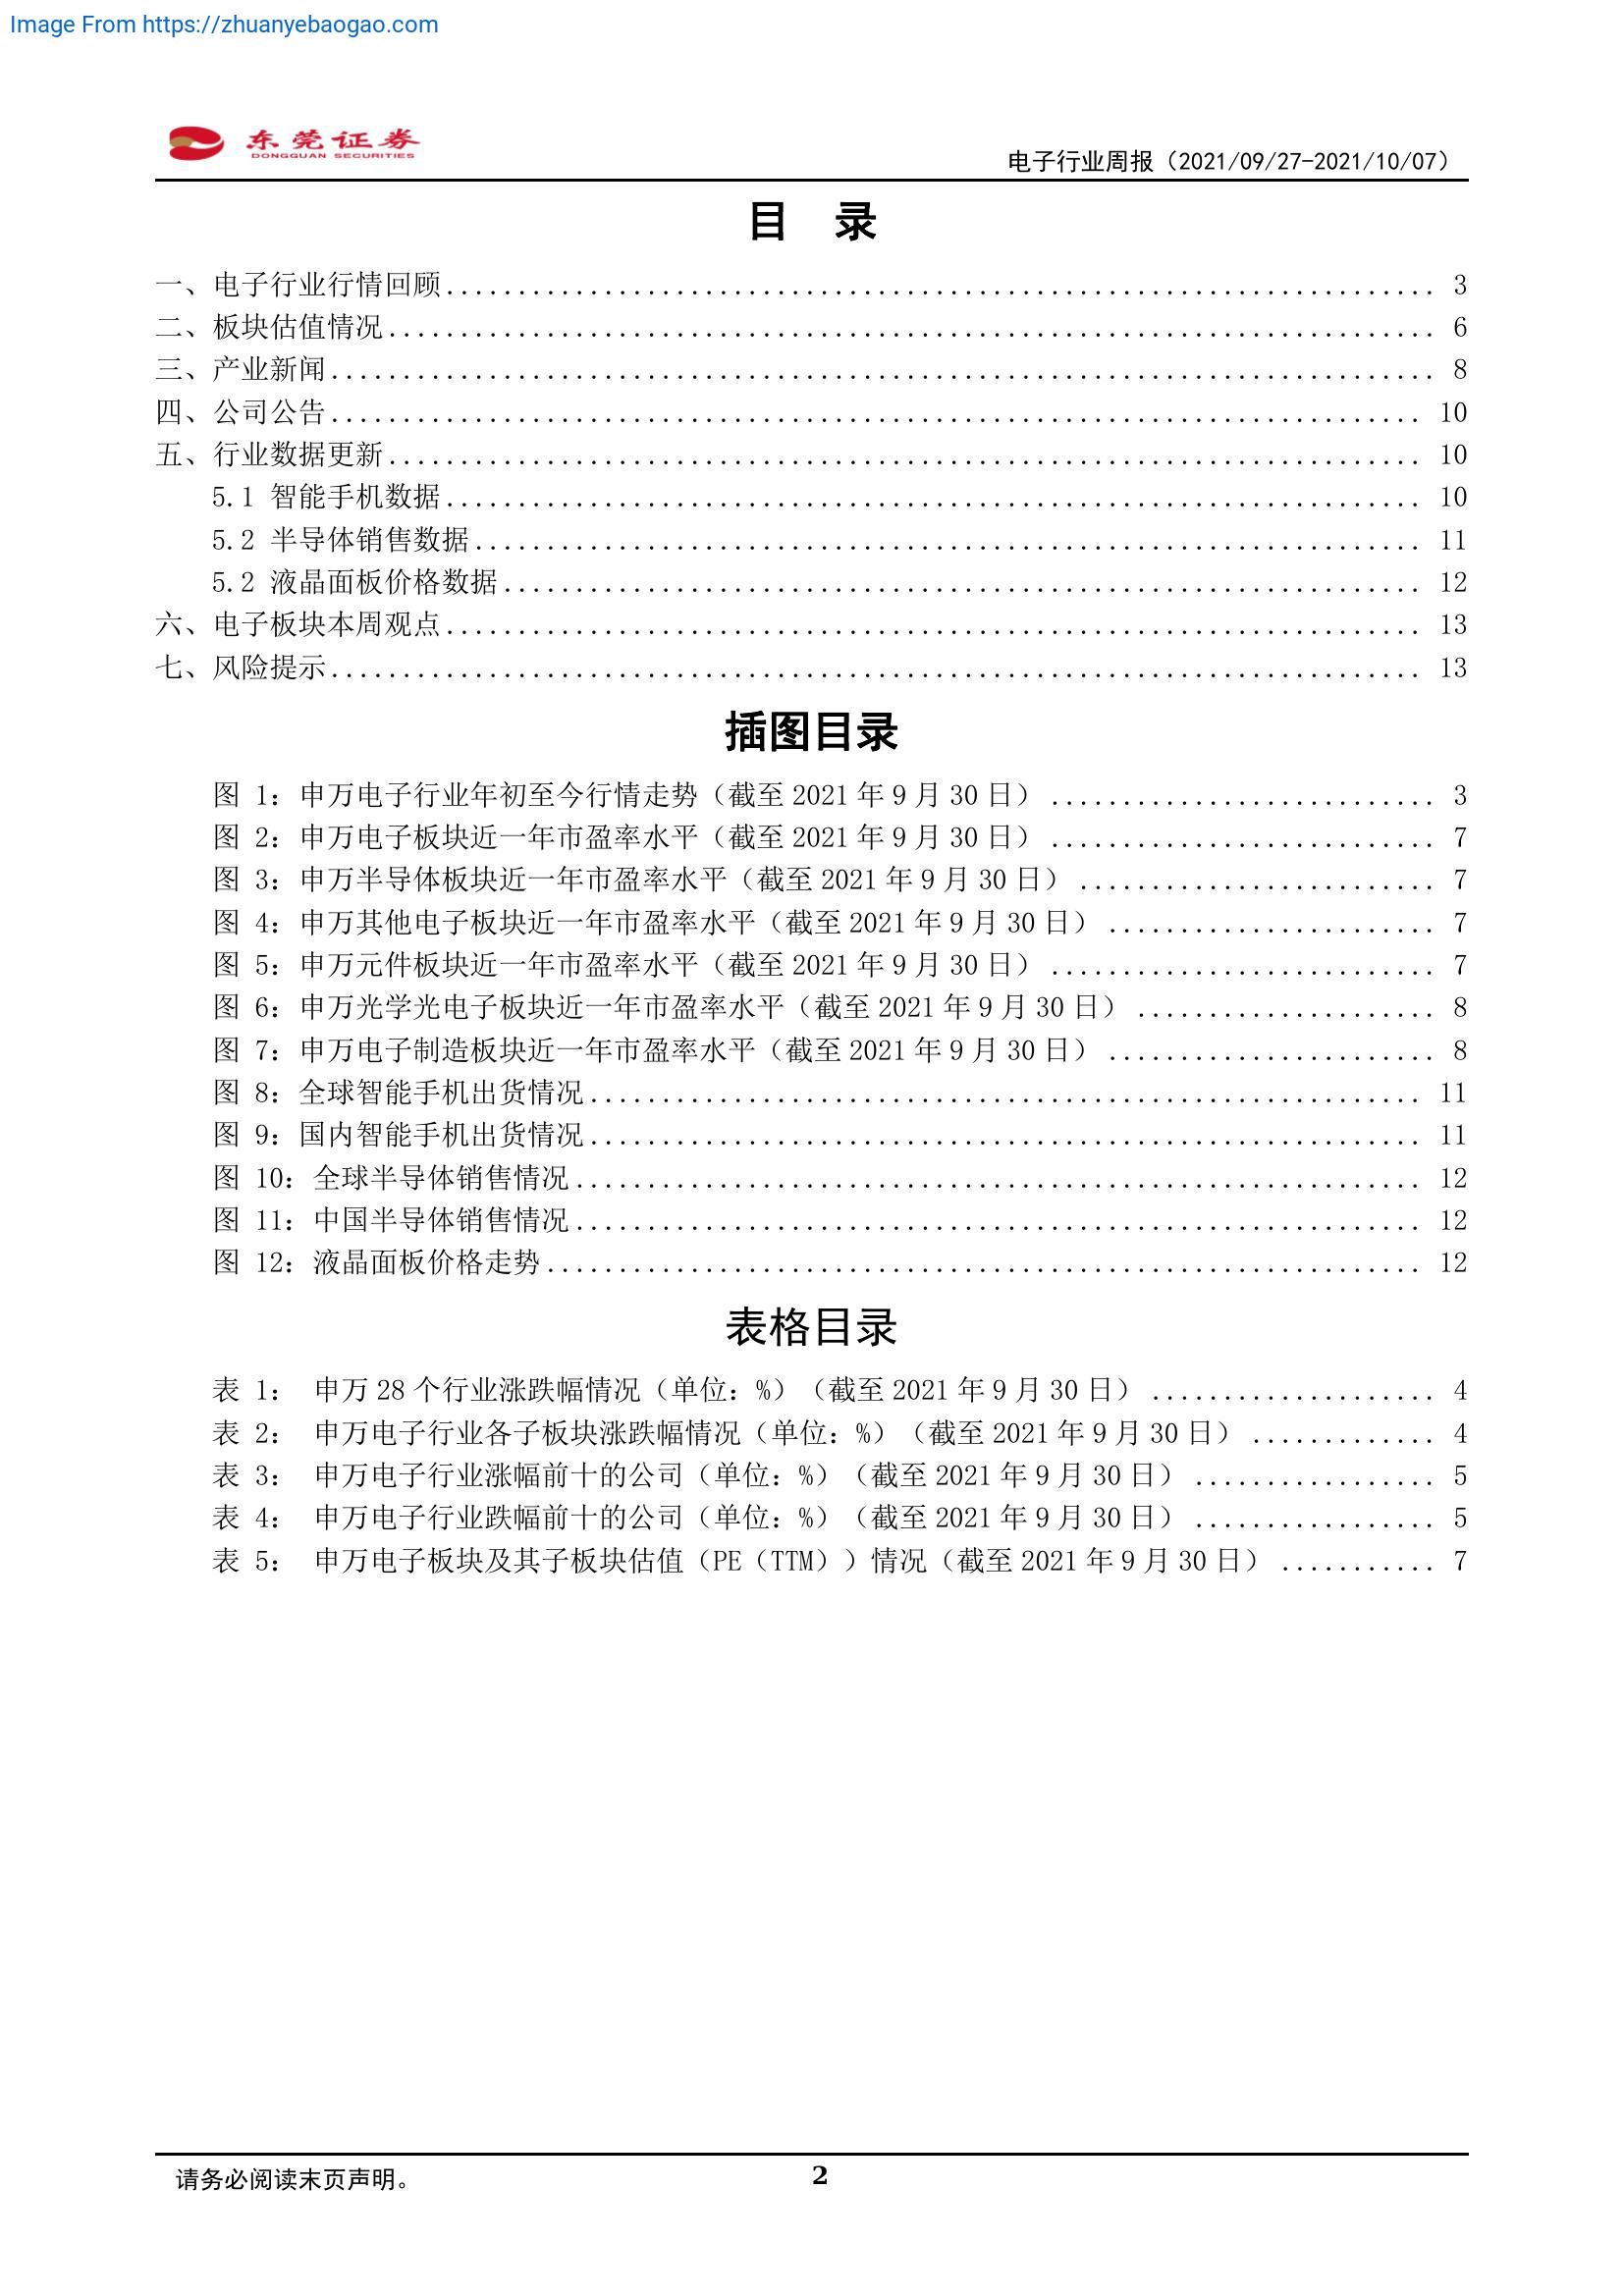 Image From https://zhuanyebaogao.com
东莞证券
DONGGUAN SECURITIES
电子行业周报（2021/09/27-2021/10/07）
目 录
一、电子行业行情回顾 3
二、板块估值情况 6
三、产业新闻 8
四、公司公告 10
五、行业数据更新 10
5.1 智能手机数据 10
5.2 半导体销售数据 11
5.2 液晶面板价格数据 12
六、电子板块本周观点 13
七、风险提示 13
插图目录
图 1：申万电子行业年初至今行情走势（截至 2021 年 9 月 30 日） 3
图 2：申万电子板块近一年市盈率水平（截至 2021 年 9 月 30 日） 7
图 3：申万半导体板块近一年市盈率水平（截至 2021 年 9 月 30 日） 7
图 4：申万其他电子板块近一年市盈率水平（截至 2021 年 9 月 30 日） 7
图 5：申万元件板块近一年市盈率水平（截至 2021 年 9 月 30 日） 7
图 6：申万光学光电子板块近一年市盈率水平（截至 2021 年 9 月 30 日） 8
图 7：申万电子制造板块近一年市盈率水平（截至 2021 年 9 月 30 日） 8
图 8：全球智能手机出货情况 11
图 9：国内智能手机出货情况 11
图 10：全球半导体销售情况 12
图 11：中国半导体销售情况 12
图 12：液晶面板价格走势 12
表格目录
表 1： 申万 28 个行业涨跌幅情况（单位：%）（截至 2021 年 9 月 30 日） 4
表 2： 申万电子行业各子板块涨跌幅情况（单位：%）（截至 2021 年 9 月 30 日） 4
表 3： 申万电子行业涨幅前十的公司（单位：%）（截至 2021 年 9 月 30 日） 5
表 4： 申万电子行业跌幅前十的公司（单位：%）（截至 2021 年 9 月 30 日） 5
表 5： 申万电子板块及其子板块估值（PE（TTM））情况（截至 2021 年 9 月 30 日） 7
请务必阅读末页声明。
2